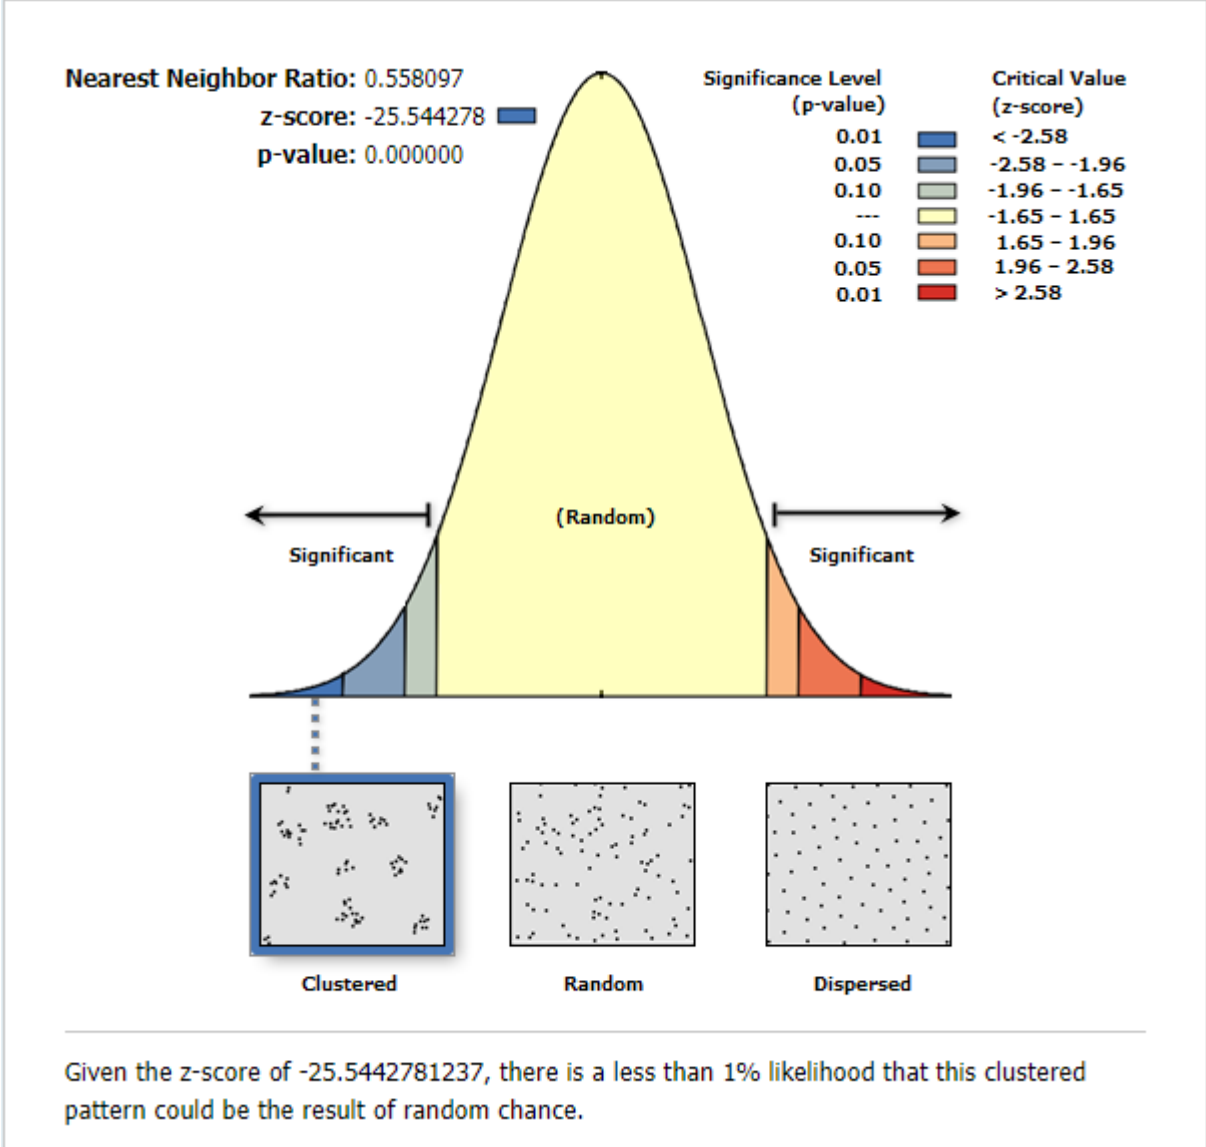 Nearest Neighbor Ratio: 0.558097
z-score: -25.544278
p-value: 0.000000
Significance Level
(p-value)
Critical Value
(z-score)
0.01 < -2.58
0.05 -2.58 – -1.96
0.10 -1.96 – -1.65
--- -1.65 – 1.65
0.10 1.65 – 1.96
0.05 1.96 – 2.58
0.01 > 2.58
(Random)
Significant
Significant
Clustered
Random
Dispersed
Given the z-score of -25.5442781237, there is a less than 1% likelihood that this clustered
pattern could be the result of random chance.